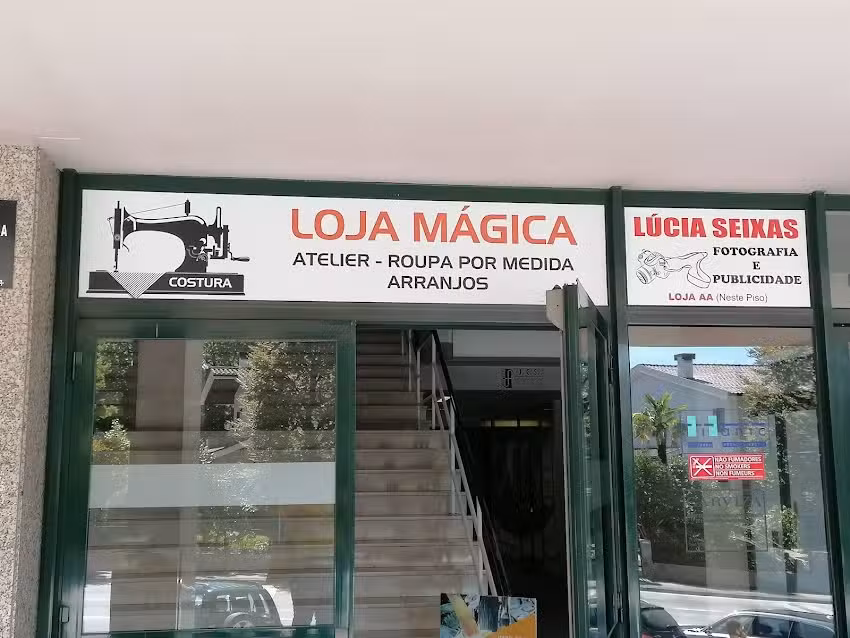 LOJA MÁGICA
ATELIER - ROUPA POR MEDIDA
ARRANJOS
COSTURA
LÚCIA SEIXAS
FOTOGRAFIA
E
PUBLICIDADE
LOJA AA (Neste Piso)
NÃO FUMADORES
NO SMOKERS
NON FUMEURS
A